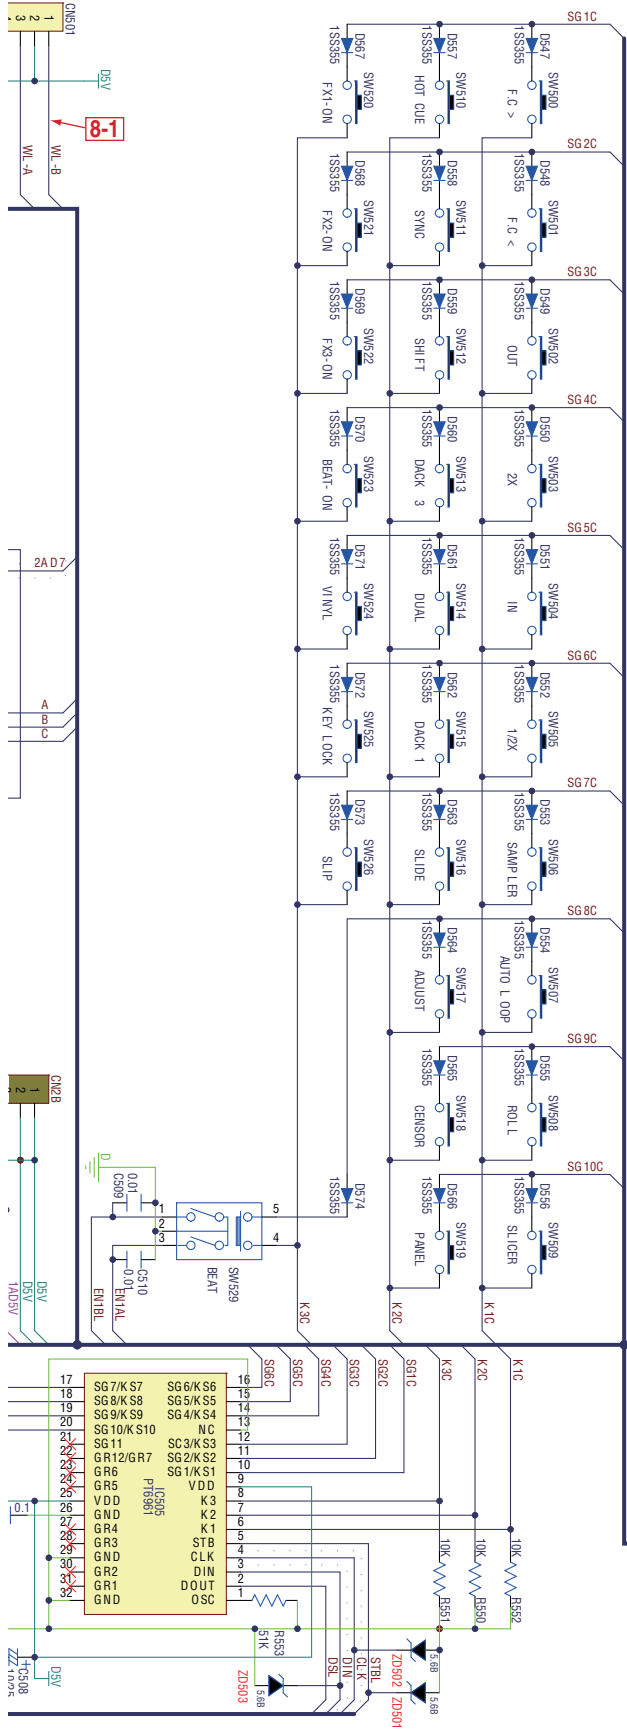 CN501
1
2
3
D5V
8-1
WL-B
WL-A
SG1C
D567
1SS355
SW520
FX1-ON
D557
1SS355
SW510
HOT CUE
D547
1SS355
SW500
F.C >
SG2C
D568
1SS355
SW521
FX2-ON
D558
1SS355
SW511
SYNC
D548
1SS355
SW501
F.C <
SG3C
D569
1SS355
SW522
FX3-ON
D559
1SS355
SW512
SHIFT
D549
1SS355
SW502
OUT
SG4C
D570
1SS355
SW523
BEAT-ON
D560
1SS355
SW513
DACK 3
D550
1SS355
SW503
2X
SG5C
D571
1SS355
SW524
VINYL
D561
1SS355
SW514
DUAL
D551
1SS355
SW504
IN
2AD7
SG6C
D572
1SS355
SW525
KEY LOCK
D562
1SS355
SW515
DACK 1
D552
1SS355
SW505
1/2X
A
B
C
SG7C
D573
1SS355
SW526
SLIP
D563
1SS355
SW516
SLIDE
D553
1SS355
SW506
SAMPLER
SG8C
D564
1SS355
SW517
ADJUST
D554
1SS355
SW507
AUTO LOOP
SG9C
D565
1SS355
SW518
CENSOR
D555
1SS355
SW508
ROLL
SG10C
D574
1SS355
D566
1SS355
SW519
PANEL
D556
1SS355
SW509
SLICER
CN2B
1
2
D
0.01
C509
1
2
3
5
4
C510
0.01
SW529
BEAT
EN1BL
EN1AL
K3C
K2C
K1C
D5V
D5V
1AD5V
SG6C
SG5C
SG4C
SG3C
SG2C
SG1C
K3C
K2C
K1C
17 SG7/KS7 SG6/KS6 16
18 SG8/KS8 SG5/KS5 15
19 SG9/KS9 SG4/KS4 14
20 SG10/KS10 NC 13
21 SG11 SC3/KS3 12
22 GR12/GR7 SG2/KS2 11
23 GR6 SG1/KS1 10
24 GR5 VDD 9
25 VDD K3 8
26 GND K2 7
27 GR4 K1 6
28 GR3 STB 5
29 GND CLK 4
30 GR2 DIN 3
31 GR1 DOUT 2
32 GND OSC 1
IC505
PT6961
0.1
10K
R551
10K
R550
10K
R552
R553
51K
ZD503
5.6B
DSL
DIN
CLK
STBL
ZD502
5.6B
ZD501
5.6B
D5V
C508
10/25